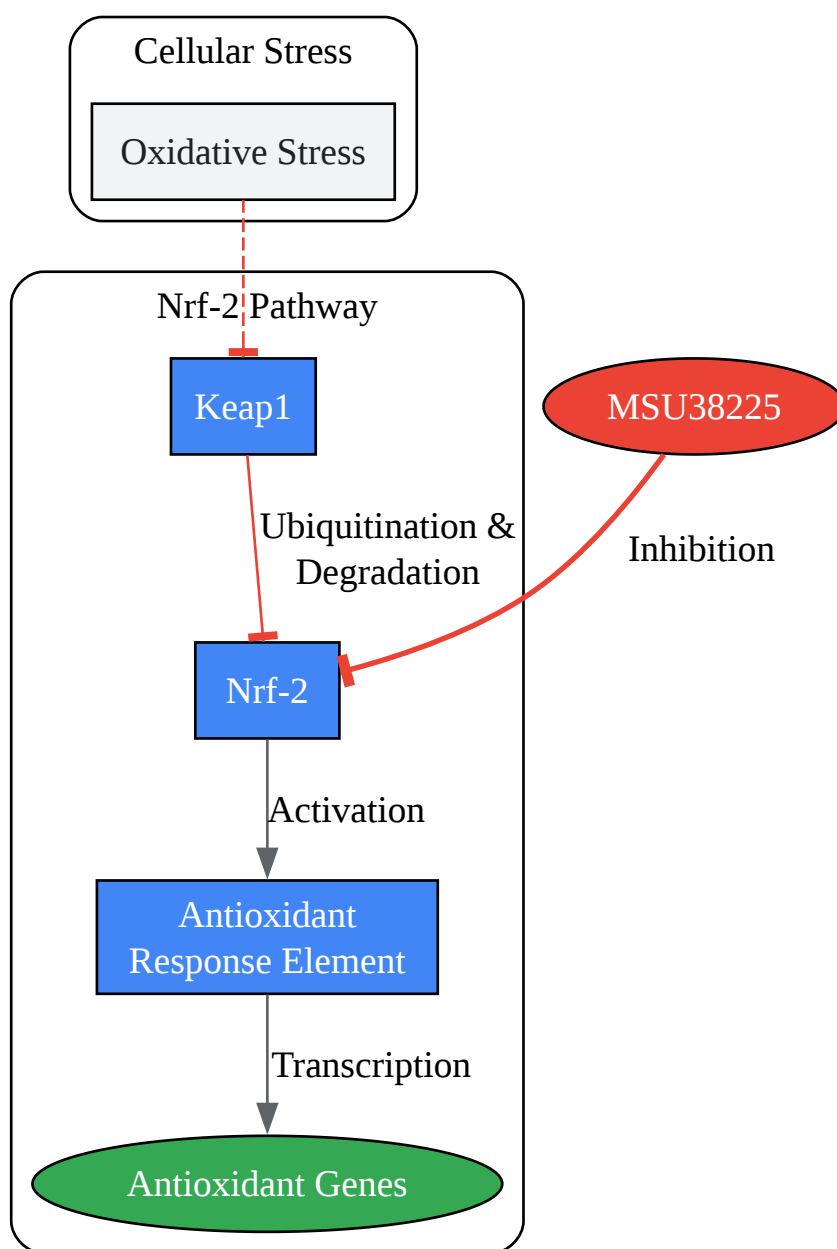 Cellular Stress
Oxidative Stress
Nrf-2 Pathway
Keap1
MSU38225
Ubiquitination &
Degradation
Inhibition
Nrf-2
Activation
Antioxidant
Response Element
Transcription
Antioxidant Genes